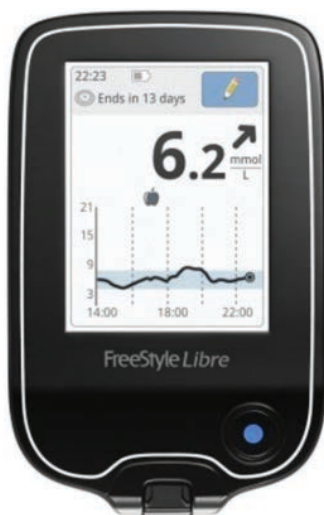 22:23
Ends in 13 days
6.2 mmol
L
21
15
9
3
14:00 18:00 22:00
FreeStyle Libre